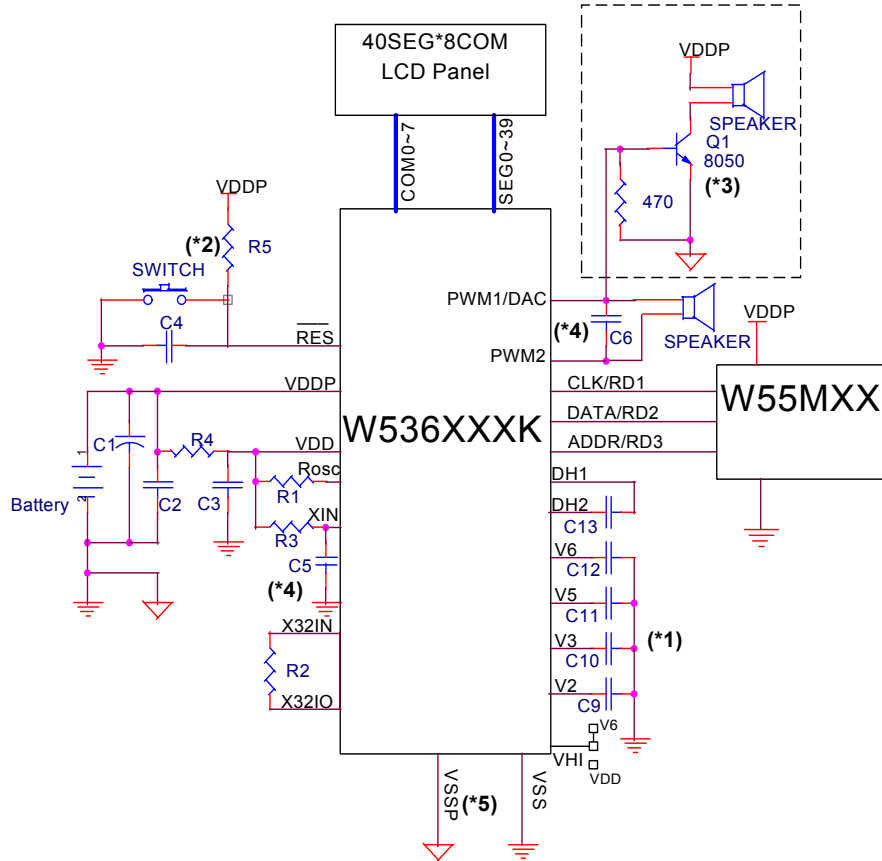 40SEG*8COM
LCD Panel
COM0~7
SEG0~39
VDDP
SPEAKER
Q1
8050
(*3)
470
VDDP
(*2)
R5
SWITCH
C4
RES
PWM1/DAC
(*4)
C6
SPEAKER
VDDP
PWM2
VDDP
W536XXXK
CLK/RD1
DATA/RD2
ADDR/RD3
W55MXX
C1
R4
VDD
1
Battery
2
C2
C3
Rosc
R1
XIN
R3
C5
(*4)
DH1
DH2
C13
V6
C12
V5
C11
V3
C10
(*1)
V2
C9
X32IN
R2
X32IO
V6
VHI
VDD
VSSP
(*5)
VSS